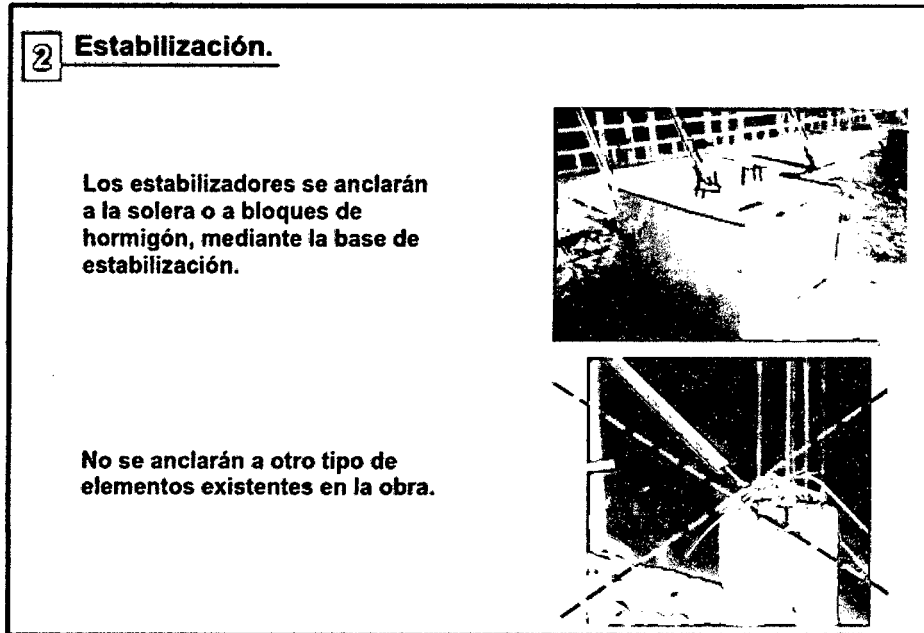 2 Estabilización.
Los estabilizadores se anclarán
a la solera o a bloques de
hormigón, mediante la base de
estabilización.
No se anclarán a otro tipo de
elementos existentes en la obra.